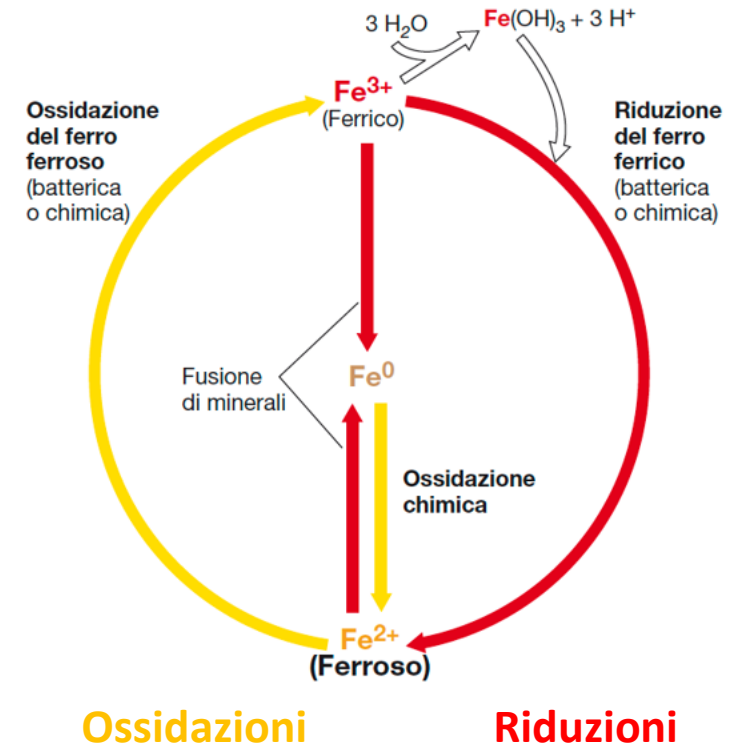 3 H₂O
Fe(OH)₃ + 3 H⁺
Fe³⁺
(Ferrico)
Ossidazione
del ferro
ferroso
(batterica
o chimica)
Riduzione
del ferro
ferrico
(batterica
o chimica)
Fusione
di minerali
Fe⁰
Ossidazione
chimica
Fe²⁺
(Ferroso)
Ossidazioni
Riduzioni